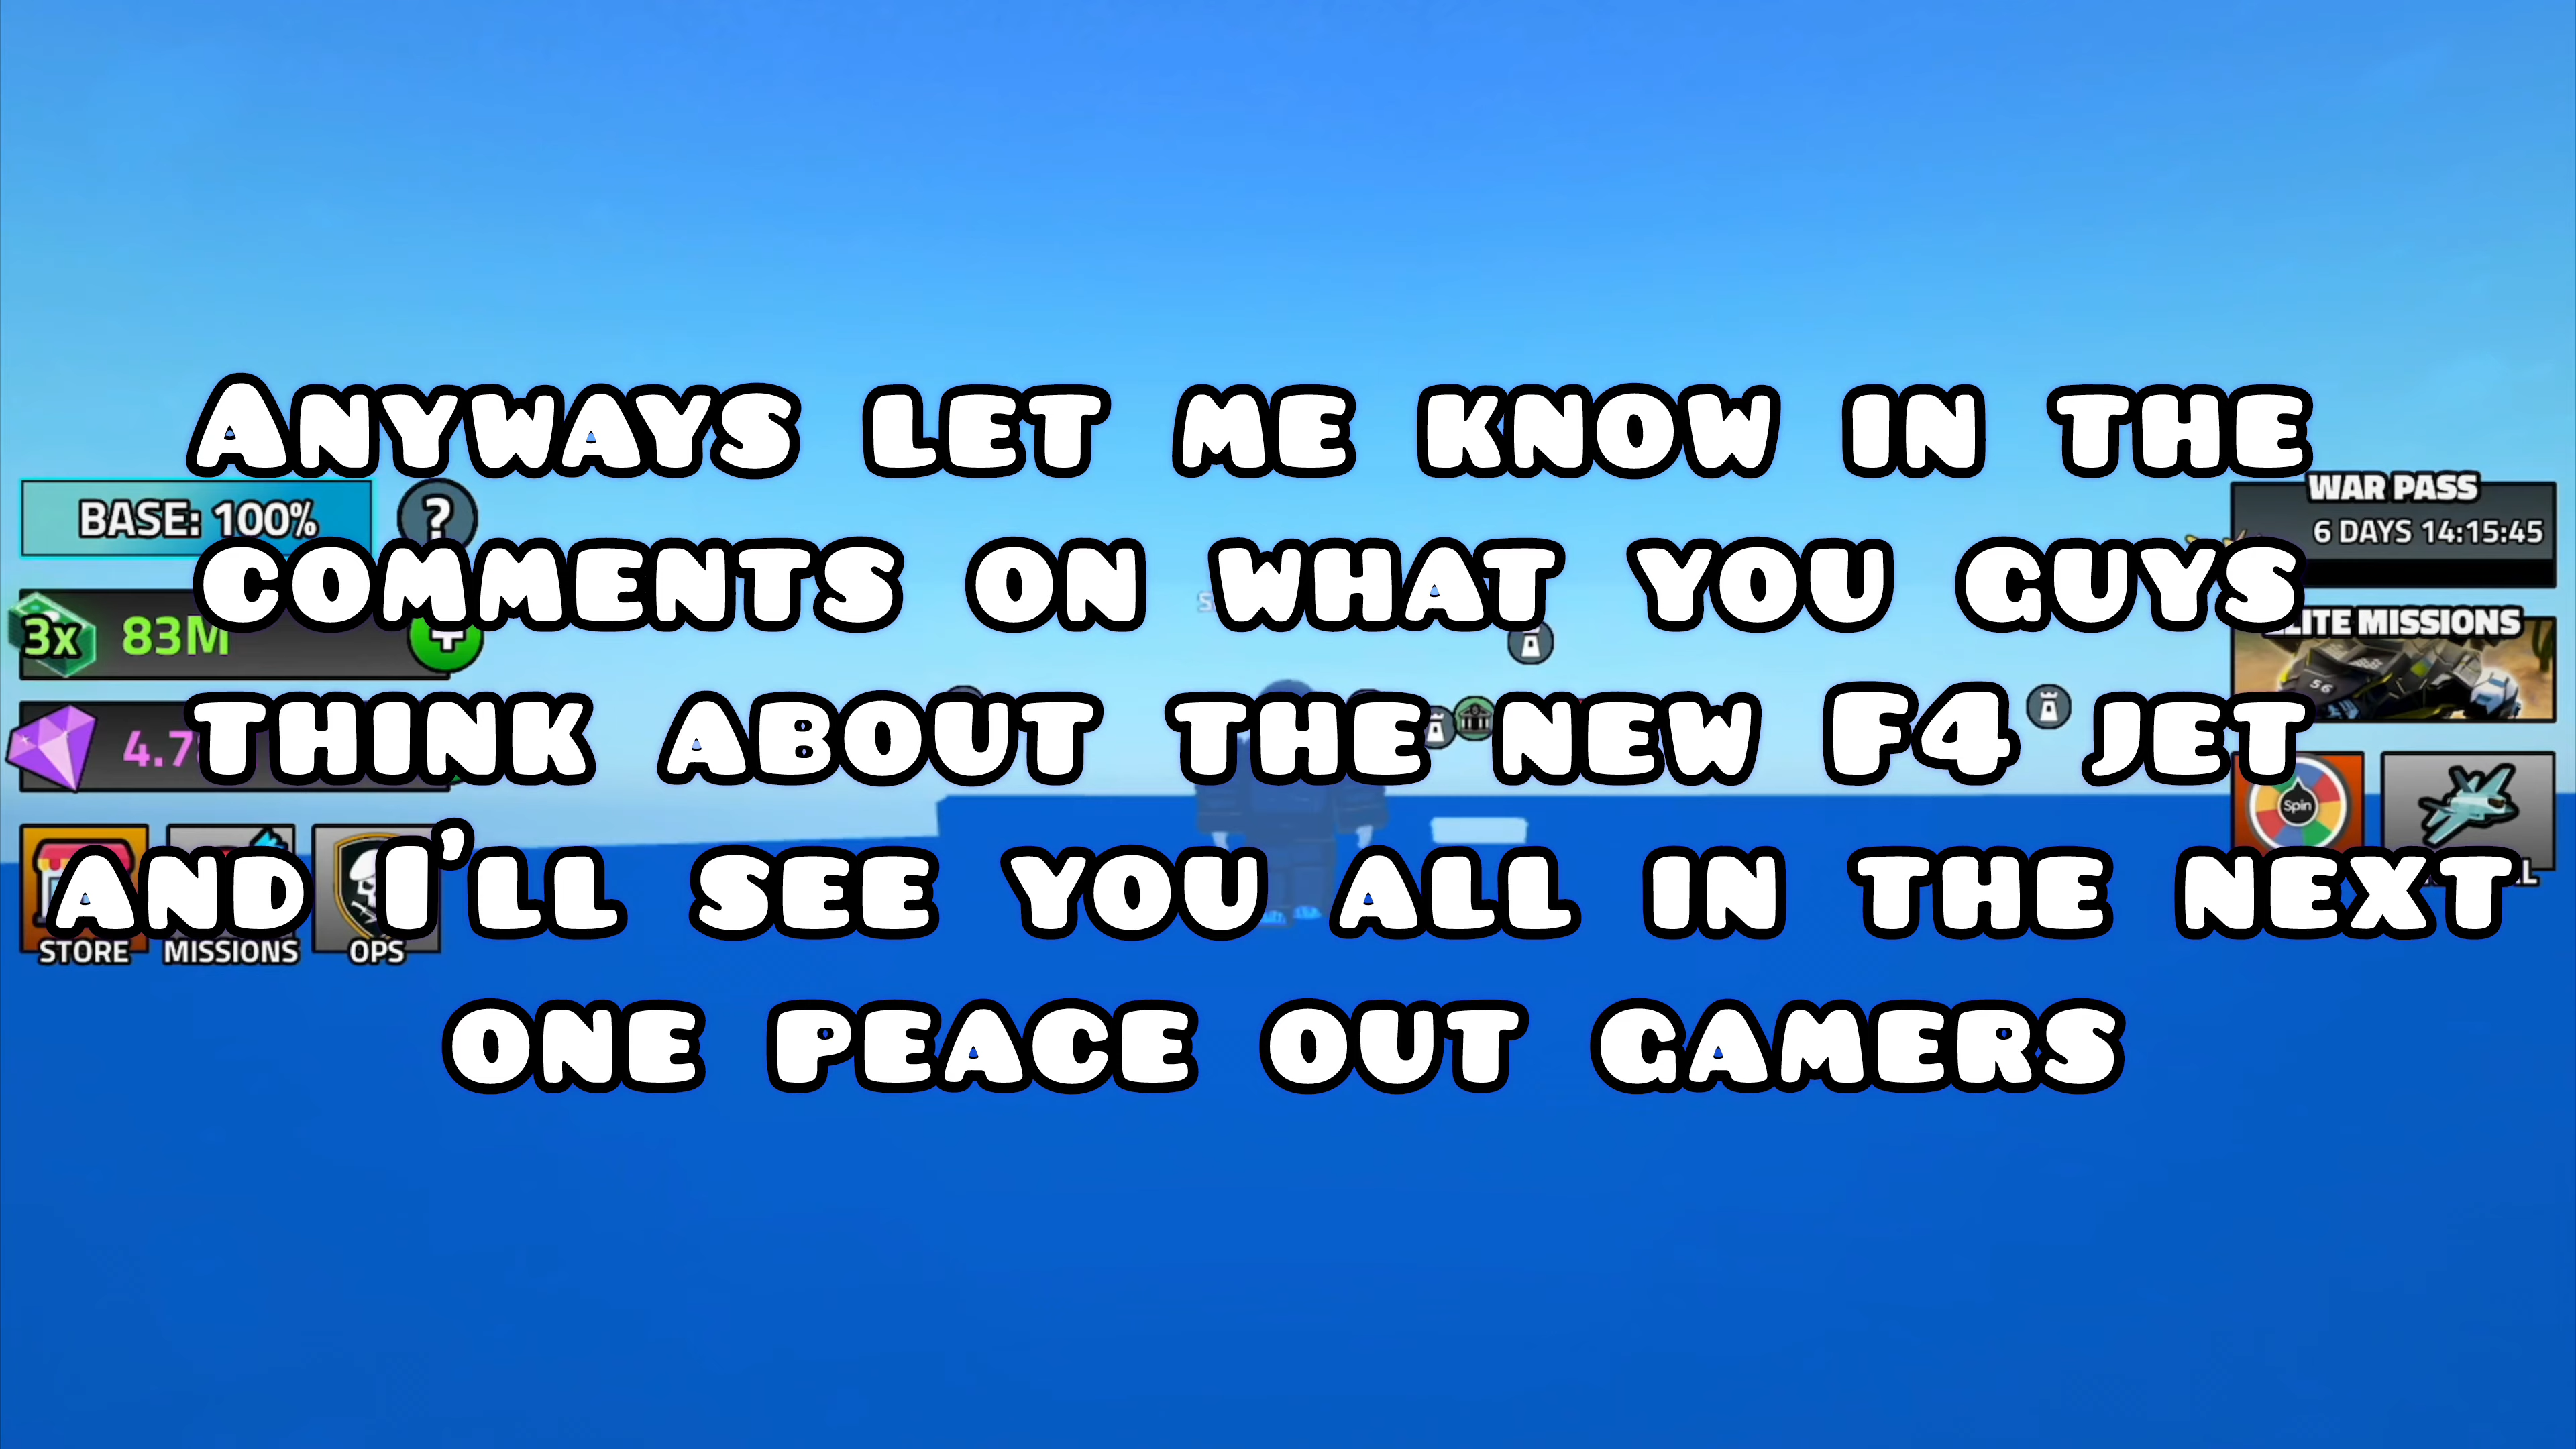 Anyways let me know in the
comments on what you guys
think about the new F4 jet
and I'll see you all in the next
one peace out gamers
BASE: 100%
?
3x 83M
STORE
MISSIONS
OPS
WAR PASS
6 DAYS 14:15:45
MISSIONS
56
Spin